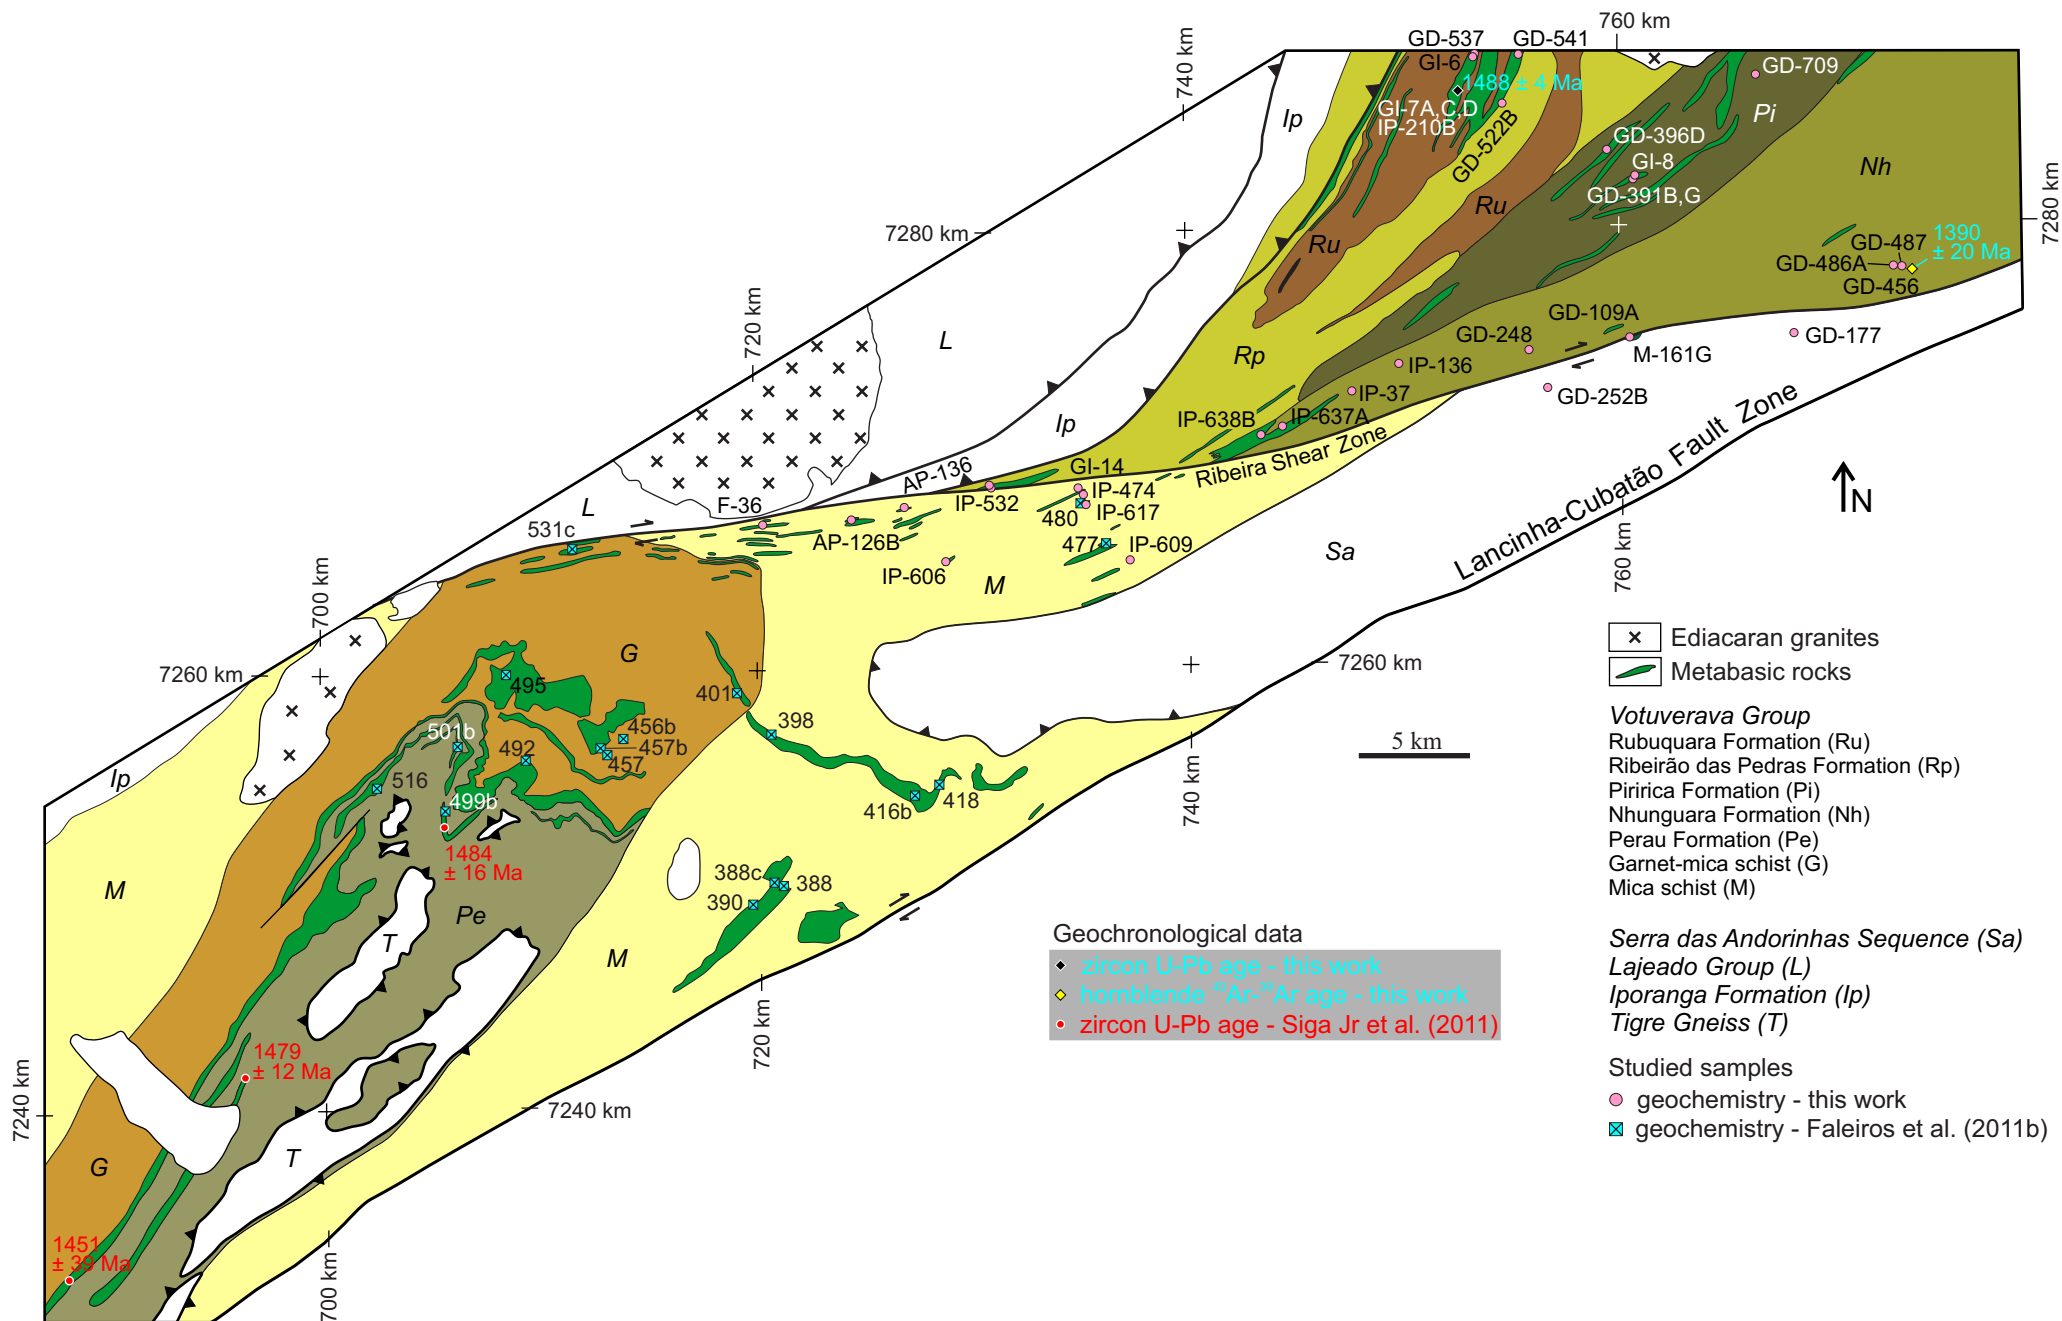 760 km
GD-537
GD-541
740 km
GI-6
GD-709
1488 ± 4 Ma
Ip
GI-7A,C,D
IP-210B
Pi
GD-522B
GD-396D
GI-8
Nh
GD-391B,G
Ru
7280 km
Ru
7280 km
GD-487
1390
± 20 Ma
GD-486A
GD-456
720 km
L
GD-109A
GD-248
GD-177
Rp
M-161G
IP-136
IP-37
GD-252B
IP-638B
IP-637A
Ip
Ribeira Shear Zone
Lancinha-Cubatão Fault Zone
AP-136
GI-14
IP-474
IP-532
F-36
L
480
IP-617
N
531c
AP-126B
477
IP-609
Sa
760 km
IP-606
M
700 km
Ediacaran granites
G
7260 km
7260 km
Metabasic rocks
495
401
Votuverava Group
398
456b
501b
457b
Rubuquara Formation (Ru)
492
5 km
457
Ribeirão das Pedras Formation (Rp)
Ip
516
Piririca Formation (Pi)
499b
416b
418
740 km
Nhunguara Formation (Nh)
Perau Formation (Pe)
1484
± 16 Ma
Garnet-mica schist (G)
388c
388
M
Mica schist (M)
390
Pe
T
Geochronological data
Serra das Andorinhas Sequence (Sa)
M
zircon U-Pb age - this work
Lajeado Group (L)
hornblende ⁴⁰Ar-³⁹Ar age - this work
Iporanga Formation (Ip)
zircon U-Pb age - Siga Jr et al. (2011)
Tigre Gneiss (T)
720 km
1479
± 12 Ma
Studied samples
7240 km
7240 km
geochemistry - this work
geochemistry - Faleiros et al. (2011b)
T
G
1451
± 39 Ma
700 km